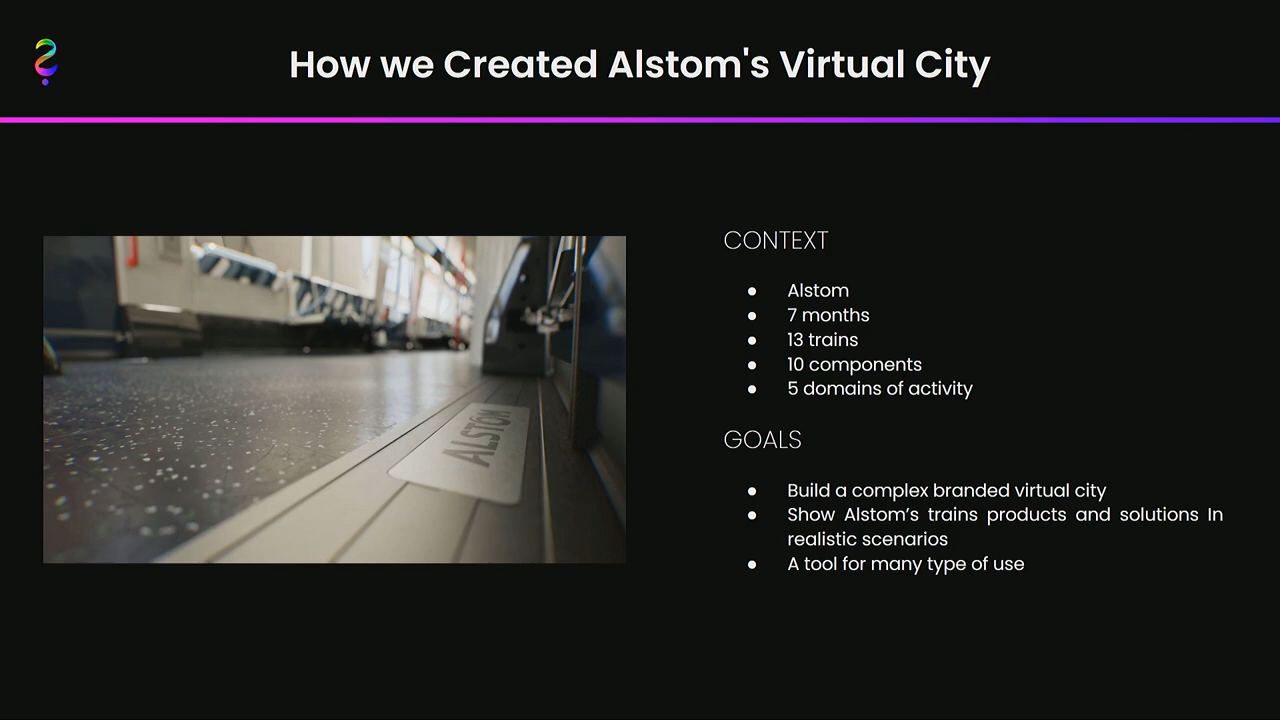 How we Created Alstom's Virtual City
ALSTOM
CONTEXT
● Alstom
● 7 months
● 13 trains
● 10 components
● 5 domains of activity
GOALS
● Build a complex branded virtual city
● Show Alstom’s trains products and solutions In
realistic scenarios
● A tool for many type of use